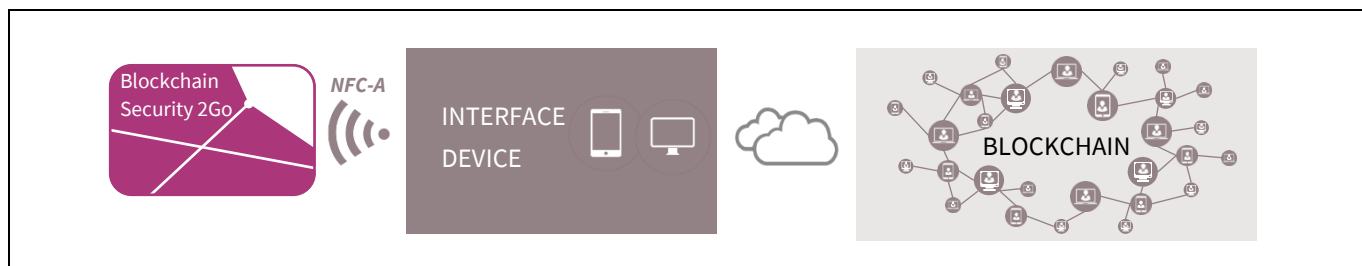 Blockchain
Security 2Go
NFC-A
INTERFACE
DEVICE
BLOCKCHAIN